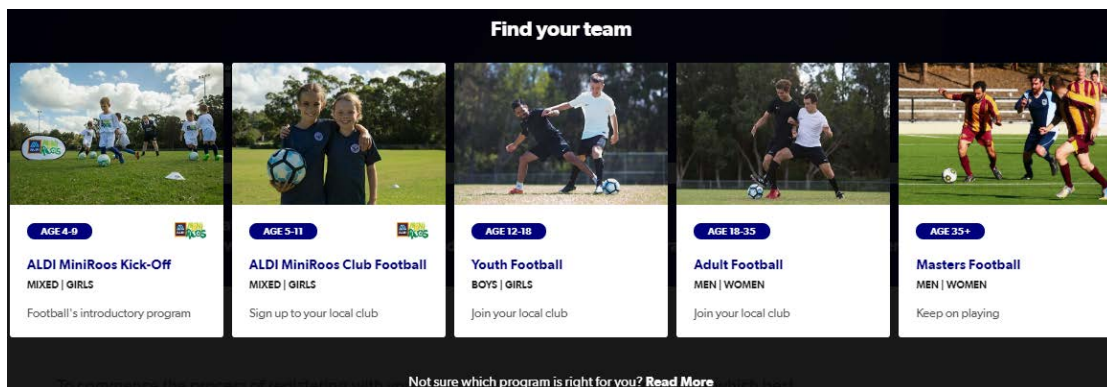 Find your team
AGE 4-9
ALDI MiniRoos Kick-Off
MIXED | GIRLS
Football's introductory program
AGE 5-11
ALDI MiniRoos Club Football
MIXED | GIRLS
Sign up to your local club
AGE 12-18
Youth Football
BOYS | GIRLS
Join your local club
AGE 18-35
Adult Football
MEN | WOMEN
Join your local club
AGE 35+
Masters Football
MEN | WOMEN
Keep on playing
Not sure which program is right for you? Read More